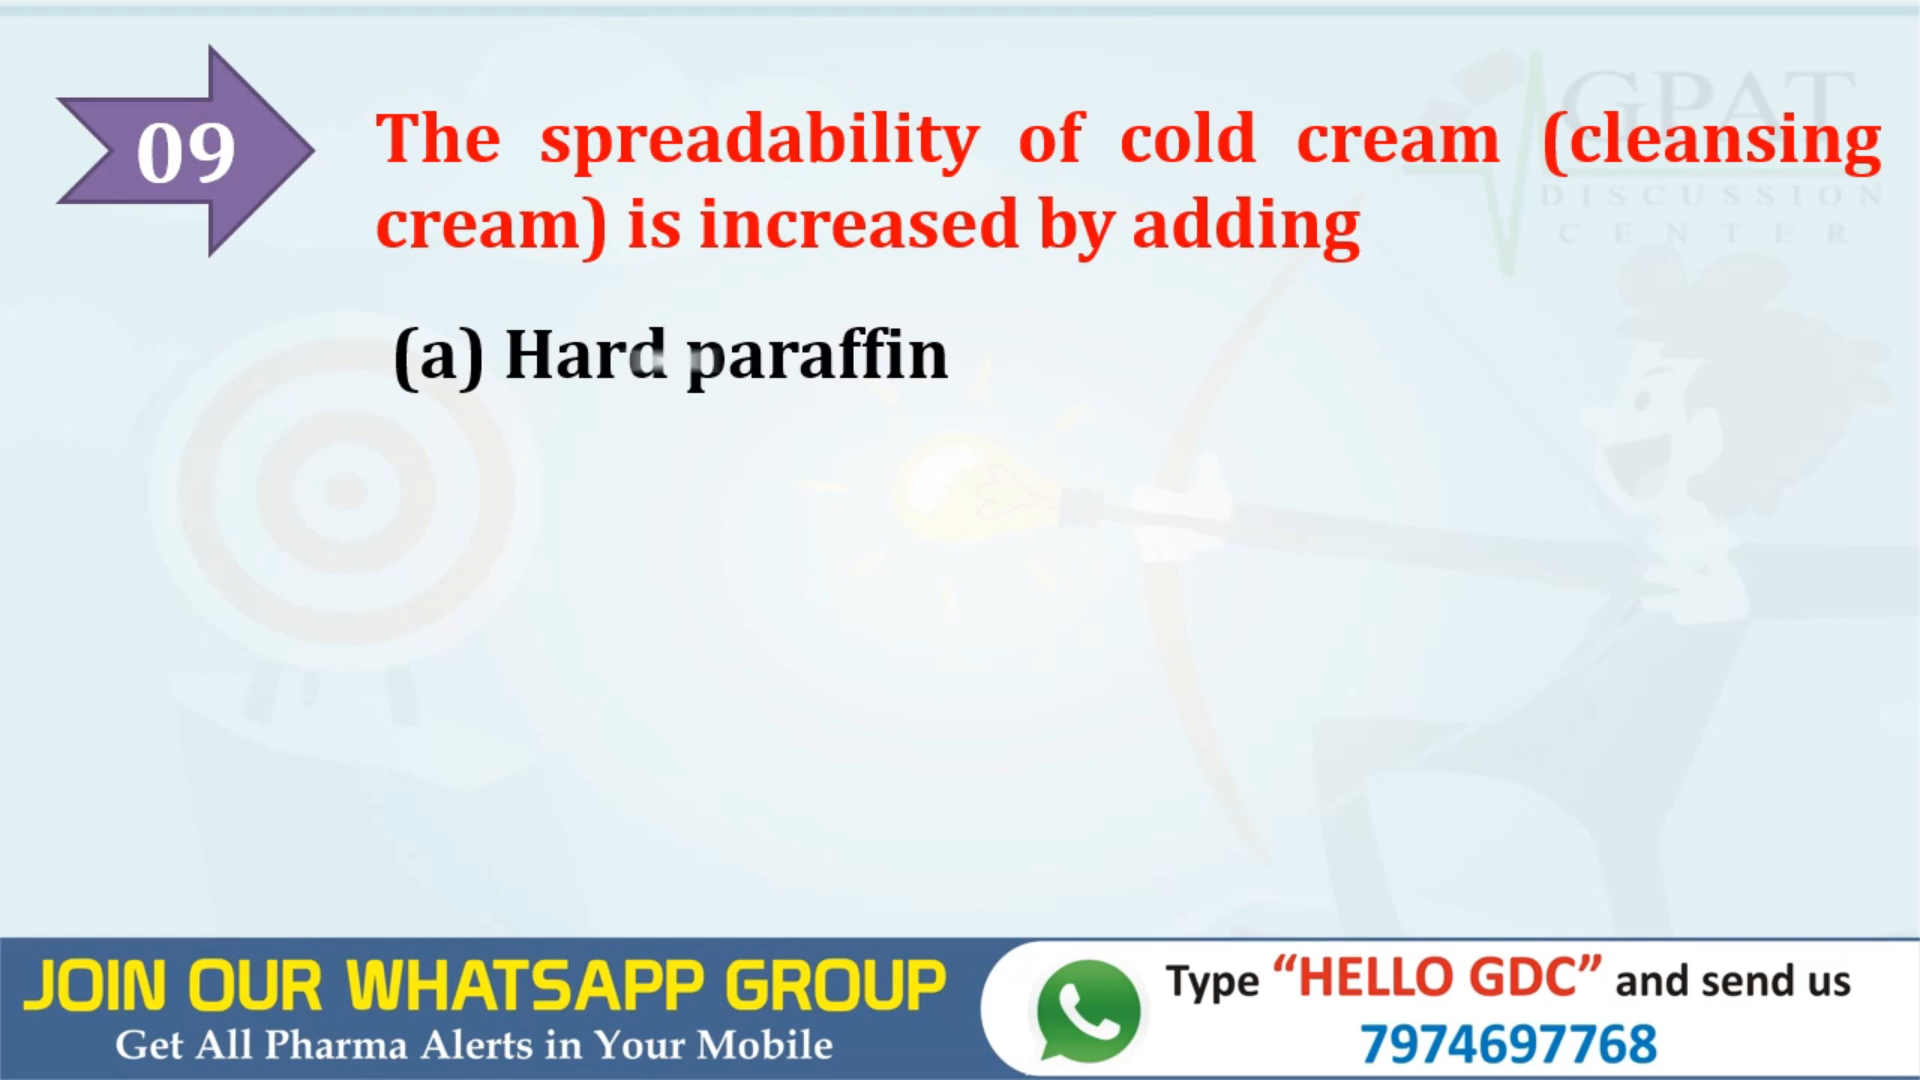 09
The spreadability of cold cream (cleansing
cream) is increased by adding
(a) Hard paraffin
GPAT
DISCUSSION
CENTER
JOIN OUR WHATSAPP GROUP
Get All Pharma Alerts in Your Mobile
Type “HELLO GDC” and send us
7974697768